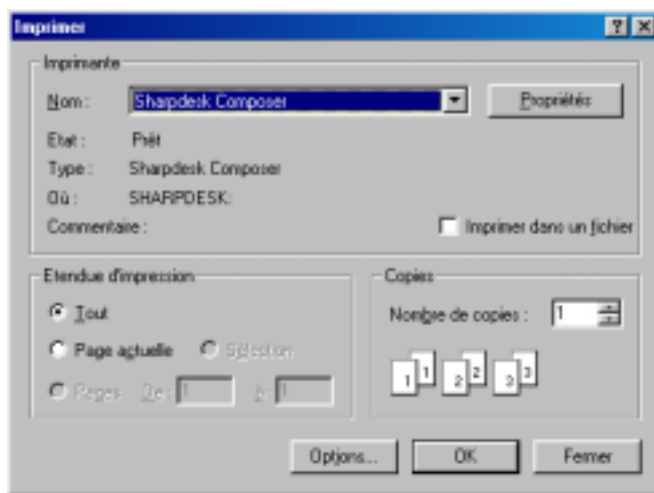 Imprimer
Imprimante
Nom : Sharpdesk Composer Propriétés
Etat : Prêt
Type : Sharpdesk Composer
Où : SHARPDESK:
Commentaire : Imprimer dans un fichier
Etendue d'impression
Tout
Page actuelle Sélection
Pages De : 1 à : 1
Copies
Nombre de copies : 1
1 1 2 2 3 3
Options... OK Fermer